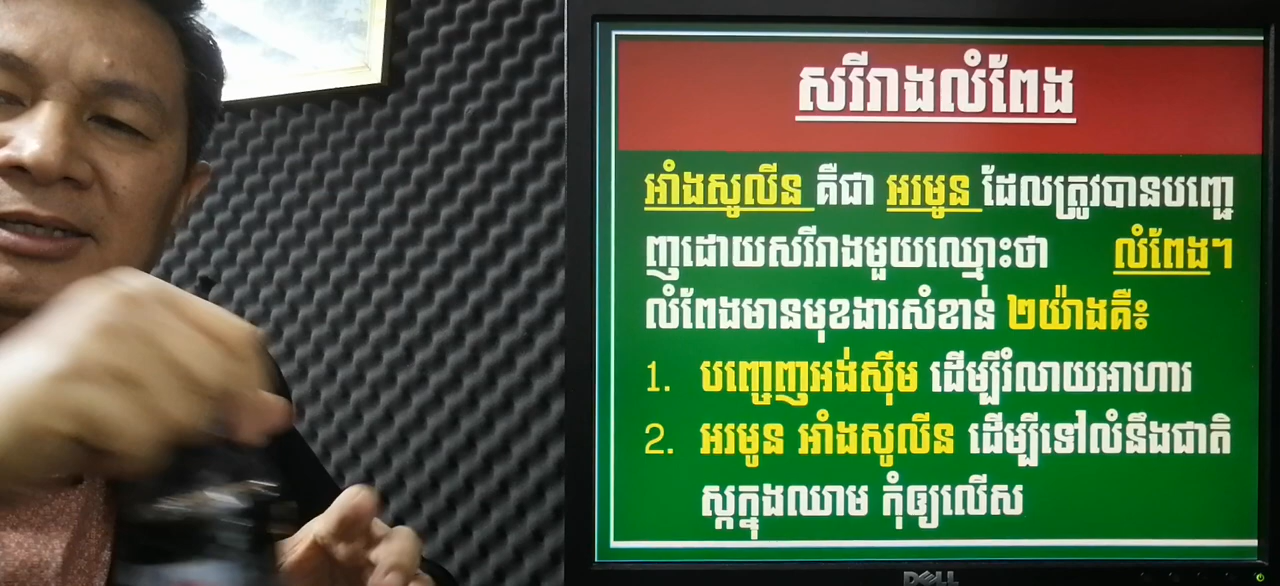 សរីរាងលំពែង
អាំងសូលីន គឺជា អរមូន ដែលត្រូវបានបញ្ចេ
ញដោយសរីរាងមួយឈ្មោះថា លំពែង។
លំពែងមានមុខងារសំខាន់ ២យ៉ាងគឺ៖
1. បញ្ចេញអង់ស៊ីម ដើម្បីរំលាយអាហារ
2. អរមូន អាំងសូលីន ដើម្បីទៅលំនឹងជាតិ
ស្កក្នុងឈាម កុំឲ្យលើស
DELL